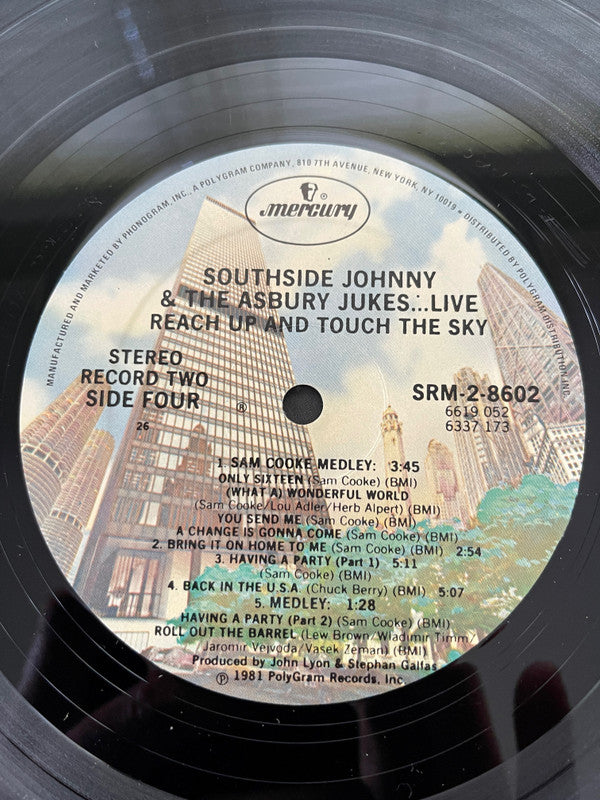 MANUFACTURED AND MARKETED BY PHONOGRAM, INC., A POLYGRAM COMPANY, 810 7TH AVENUE, NEW YORK, NY 10019 • DISTRIBUTED BY POLYGRAM DISTRIBUTION, INC.
mercury ®
SOUTHSIDE JOHNNY
& THE ASBURY JUKES...LIVE
REACH UP AND TOUCH THE SKY
STEREO
RECORD TWO
SIDE FOUR
®
26
SRM-2-8602
6619 052
6337 173
1. SAM COOKE MEDLEY: 3:45
ONLY SIXTEEN (Sam Cooke) (BMI)
(WHAT A) WONDERFUL WORLD
(Sam Cooke/Lou Adler/Herb Alpert) (BMI)
YOU SEND ME (Sam Cooke) (BMI)
A CHANGE IS GONNA COME (Sam Cooke) (BMI)
2. BRING IT ON HOME TO ME (Sam Cooke) (BMI) 2:54
3. HAVING A PARTY (Part 1) 5:11
(Sam Cooke) (BMI)
4. BACK IN THE U.S.A. (Chuck Berry) (BMI) 5:07
5. MEDLEY: 1:28
HAVING A PARTY (Part 2) (Sam Cooke) (BMI)
ROLL OUT THE BARREL (Lew Brown/Wladimir Timm/
Jaromir Vejvoda/Vasek Zeman) (BMI)
Produced by John Lyon & Stephan Galfas
℗ 1981 PolyGram Records, Inc.